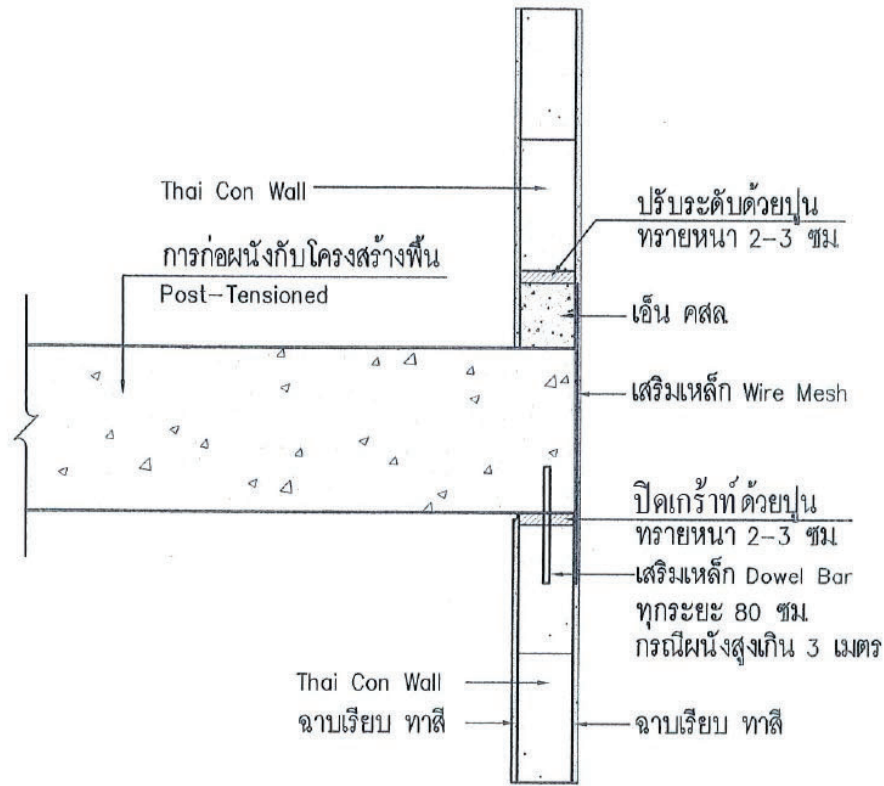 Thai Con Wall
การก่อผนังกับโครงสร้างพื้น
Post-Tensioned
ปรับระดับด้วยปูน
ทรายหนา 2-3 ซม.
เอ็น คสล.
เสริมเหล็ก Wire Mesh
ปิดเกร้าท์ ด้วยปูน
ทรายหนา 2-3 ซม.
เสริมเหล็ก Dowel Bar
ทุกระยะ 80 ซม.
กรณีผนังสูงเกิน 3 เมตร
Thai Con Wall
ฉาบเรียบ ทาสี
ฉาบเรียบ ทาสี